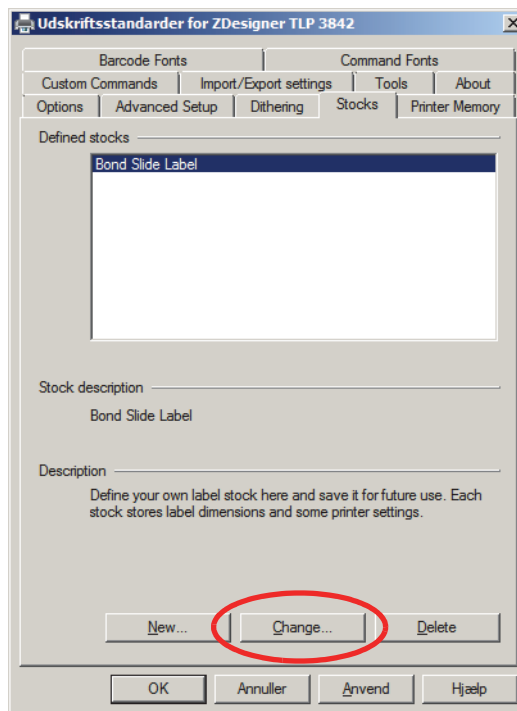 Udskriftsstandarder for ZDesigner TLP 3842
Barcode Fonts Command Fonts
Custom Commands Import/Export settings Tools About
Options Advanced Setup Dithering Stocks Printer Memory
Defined stocks
Bond Slide Label
Stock description
Bond Slide Label
Description
Define your own label stock here and save it for future use. Each
stock stores label dimensions and some printer settings.
New... Change... Delete
OK Annuller Anvend Hjælp